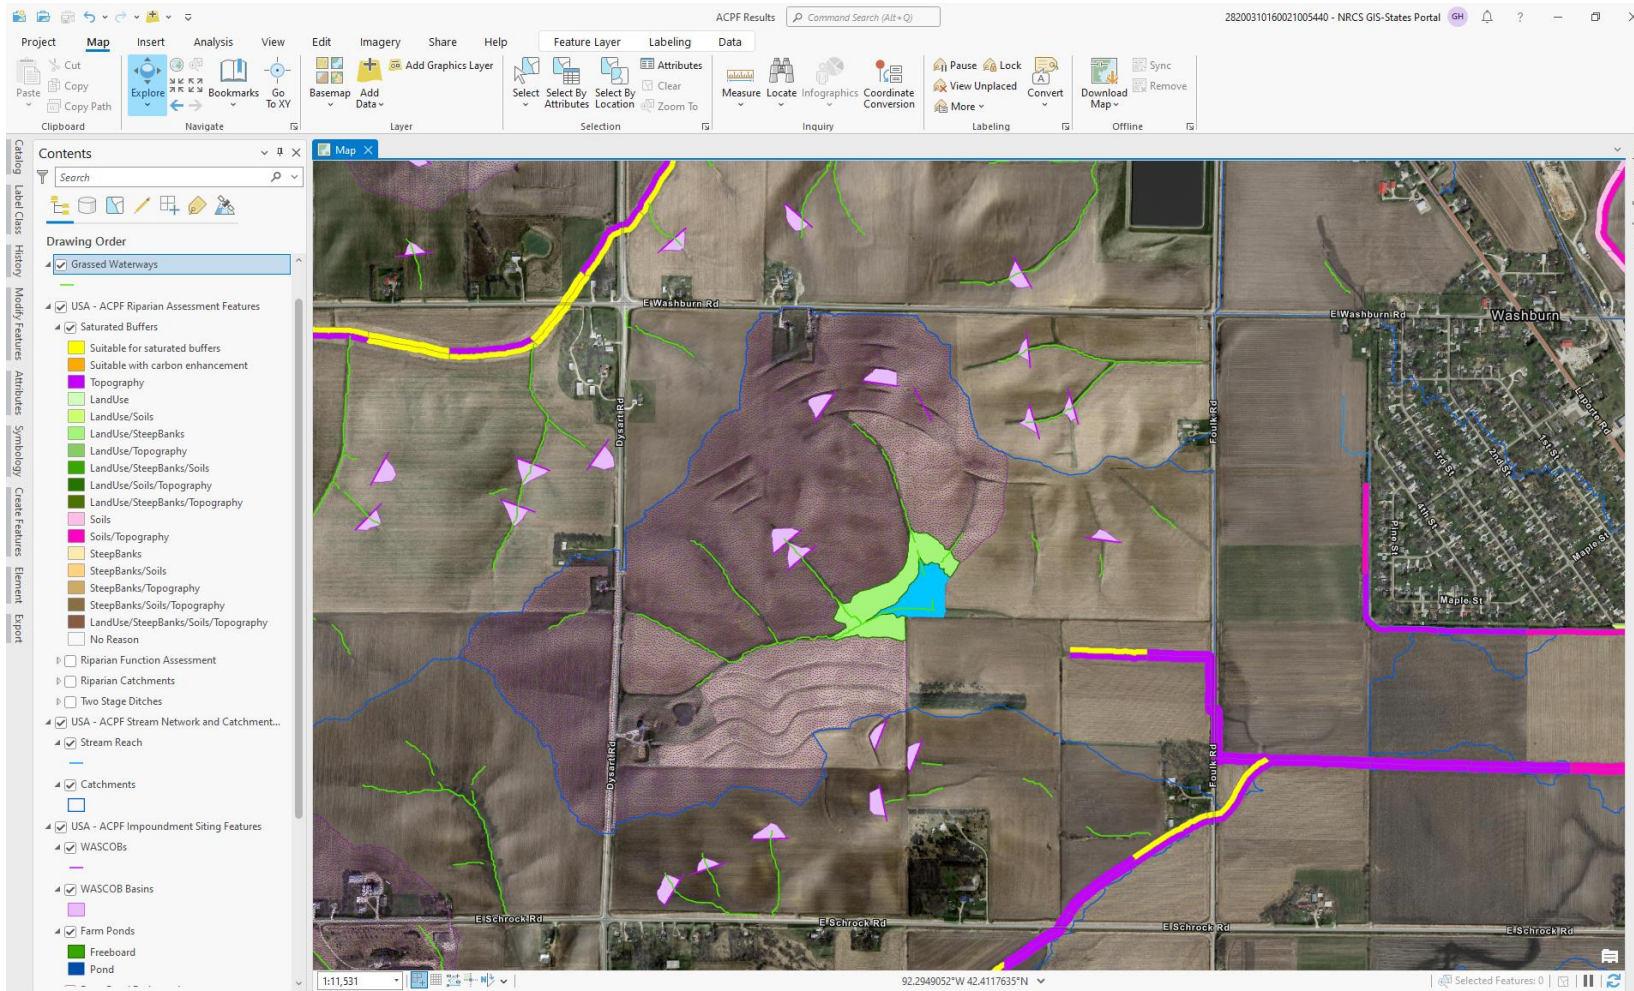 ACPF Results
Command Search (Alt+Q)
28200310160021005440 - NRCS GIS-States Portal
GH
?
Project
Map
Insert
Analysis
View
Edit
Imagery
Share
Help
Feature Layer
Labeling
Data
Paste
Cut
Copy
Copy Path
Clipboard
Explore
Bookmarks
Go
To XY
Navigate
Basemap
Add
Data
Add Graphics Layer
Layer
Select
Select By
Attributes
Select By
Location
Attributes
Clear
Zoom To
Selection
Measure
Locate
Infographics
Coordinate
Conversion
Inquiry
Pause
Lock
View Unplaced
More
Convert
Labeling
Download
Map
Sync
Remove
Offline
Catalog
Label Class
History
Modify Features
Attributes
Symbology
Create Features
Element
Export
Contents
Search
Drawing Order
Grassed Waterways
USA - ACPF Riparian Assessment Features
Saturated Buffers
Suitable for saturated buffers
Suitable with carbon enhancement
Topography
LandUse
LandUse/Soils
LandUse/SteepBanks
LandUse/Topography
LandUse/SteepBanks/Soils
LandUse/Soils/Topography
LandUse/SteepBanks/Topography
Soils
Soils/Topography
SteepBanks
SteepBanks/Soils
SteepBanks/Topography
SteepBanks/Soils/Topography
LandUse/SteepBanks/Soils/Topography
No Reason
Riparian Function Assessment
Riparian Catchments
Two Stage Ditches
USA - ACPF Stream Network and Catchment...
Stream Reach
Catchments
USA - ACPF Impoundment Siting Features
WASCOBs
WASCOB Basins
Farm Ponds
Freeboard
Pond
Map
E Washburn Rd
E Washburn Rd
Washburn
Laporte Rd
Dysart Rd
Foulk Rd
1st St
2nd St
3rd St
4th St
Pine St
Maple St
Maple St
Dysart Rd
Foulk Rd
E Schrock Rd
E Schrock Rd
E Schrock Rd
E Schrock Rd
1:11,531
92.2949052°W 42.4117635°N
Selected Features: 0